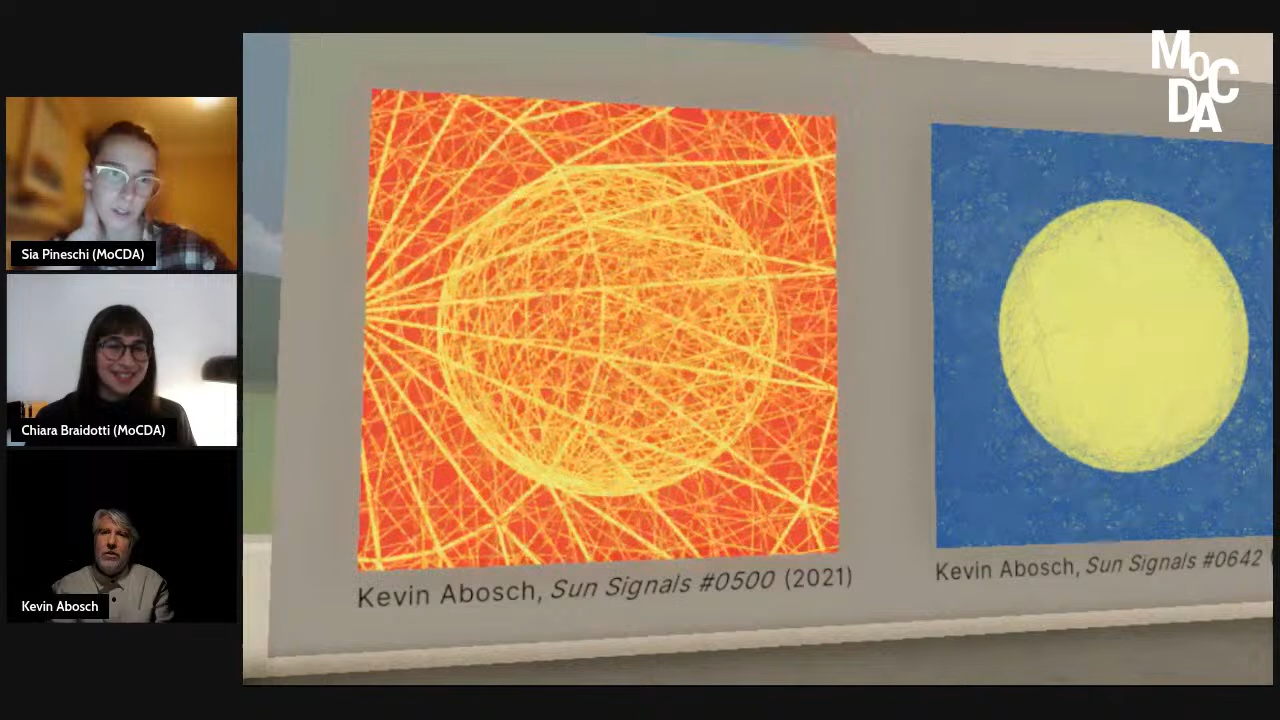 MoCDA
Sia Pineschi (MoCDA)
Chiara Braidotti (MoCDA)
Kevin Abosch
Kevin Abosch, Sun Signals #0500 (2021)
Kevin Abosch, Sun Signals #0642